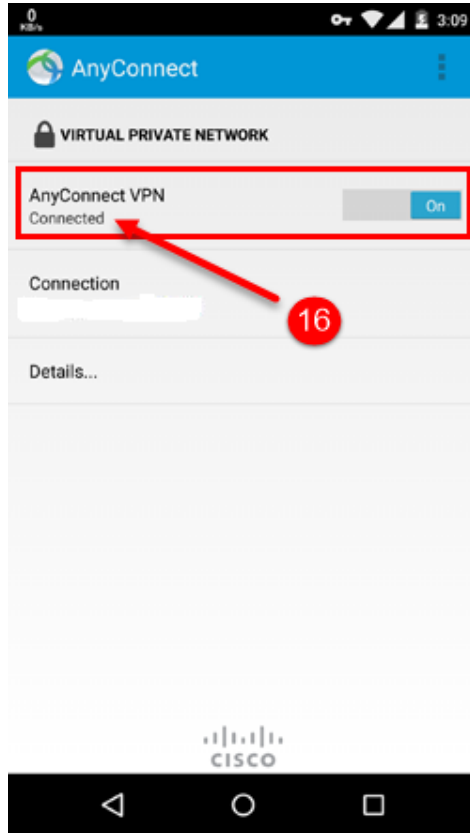 0
KB/s
3:09
AnyConnect
VIRTUAL PRIVATE NETWORK
AnyConnect VPN
On
Connected
Connection
16
Details...
CISCO